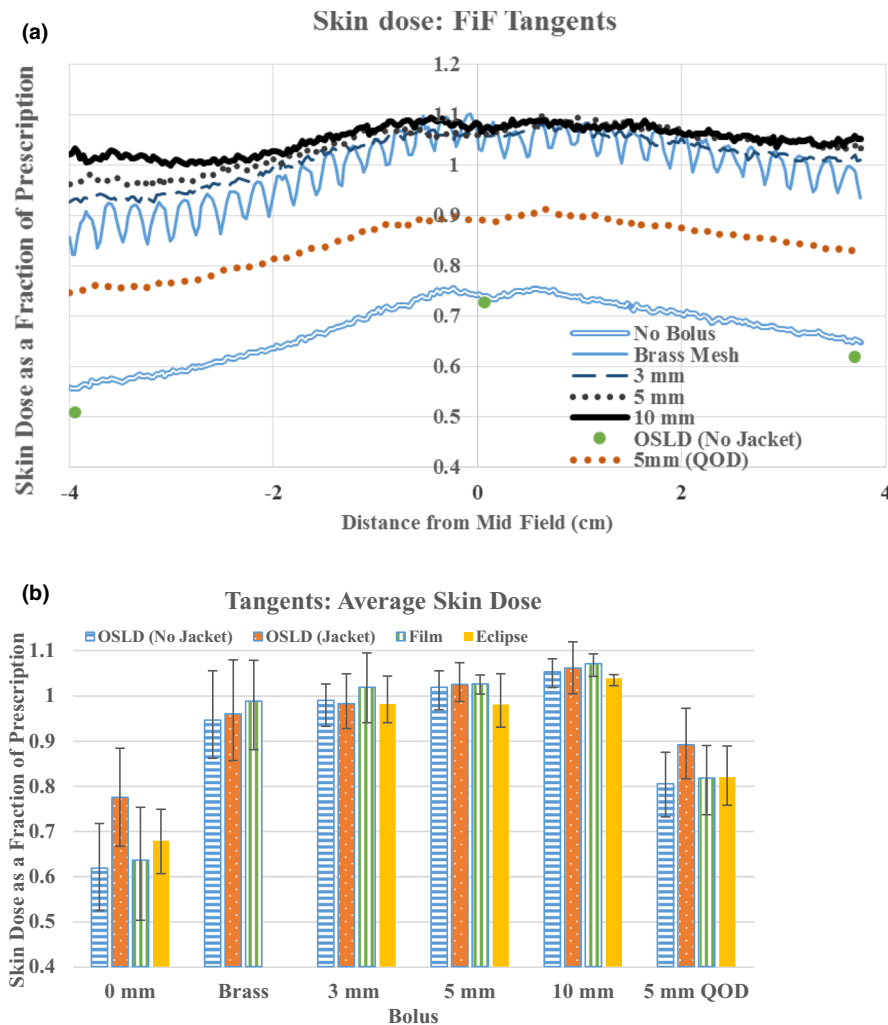 (a)
Skin dose: FiF Tangents
Skin Dose as a Fraction of Prescription
1.2
1.1
1
0.9
0.8
0.7
0.6
0.5
0.4
No Bolus
Brass Mesh
3 mm
5 mm
10 mm
OSLD (No Jacket)
5mm (QOD)
-4
-2
0
2
4
Distance from Mid Field (cm)
(b)
Tangents: Average Skin Dose
OSLD (No Jacket) OSLD (Jacket) Film Eclipse
Skin Dose as a Fraction of Prescription
1.1
1
0.9
0.8
0.7
0.6
0.5
0.4
0 mm Brass 3 mm 5 mm 10 mm 5 mm QOD
Bolus